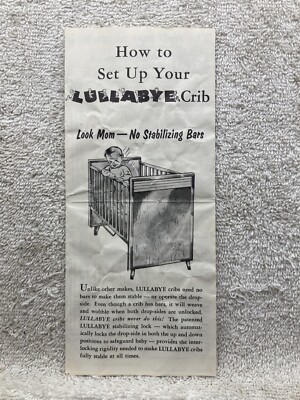 How to
Set Up Your
LULLABYE Crib
Look Mom — No Stabilizing Bars
Unlike other makes, LULLABYE cribs need no
bars to make them stable — or operate the drop-
side. Even though a crib has bars, it will weave
and wobble when both drop-sides are unlocked.
LULLABYE cribs never do this! The patented
LULLABYE stabilizing lock — which automat-
ically locks the drop-side in both the up and down
positions to safeguard baby — provides the inter-
locking rigidity needed to make LULLABYE cribs
fully stable at all times.